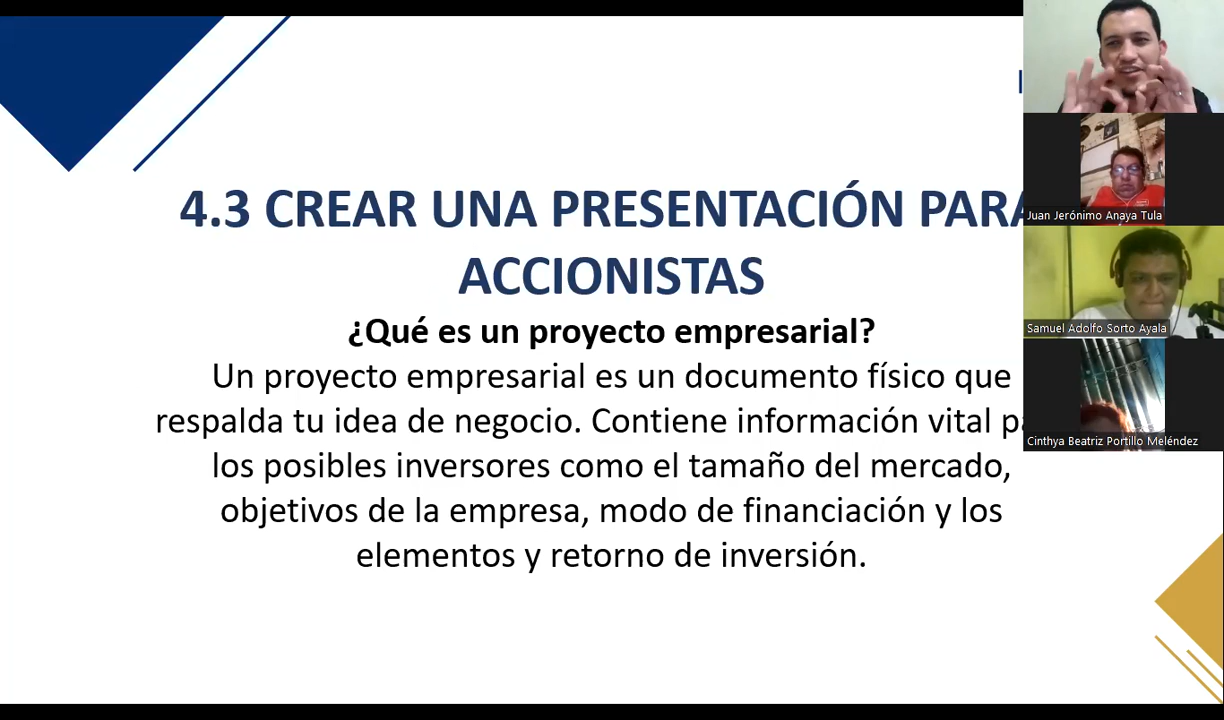 4.3 CREAR UNA PRESENTACIÓN PARA
ACCIONISTAS
¿Qué es un proyecto empresarial?
Un proyecto empresarial es un documento físico que
respalda tu idea de negocio. Contiene información vital
los posibles inversores como el tamaño del mercado,
objetivos de la empresa, modo de financiación y los
elementos y retorno de inversión.
Juan Jerónimo Anaya Tula
Samuel Adolfo Sorto Ayala
Cinthya Beatriz Portillo Meléndez